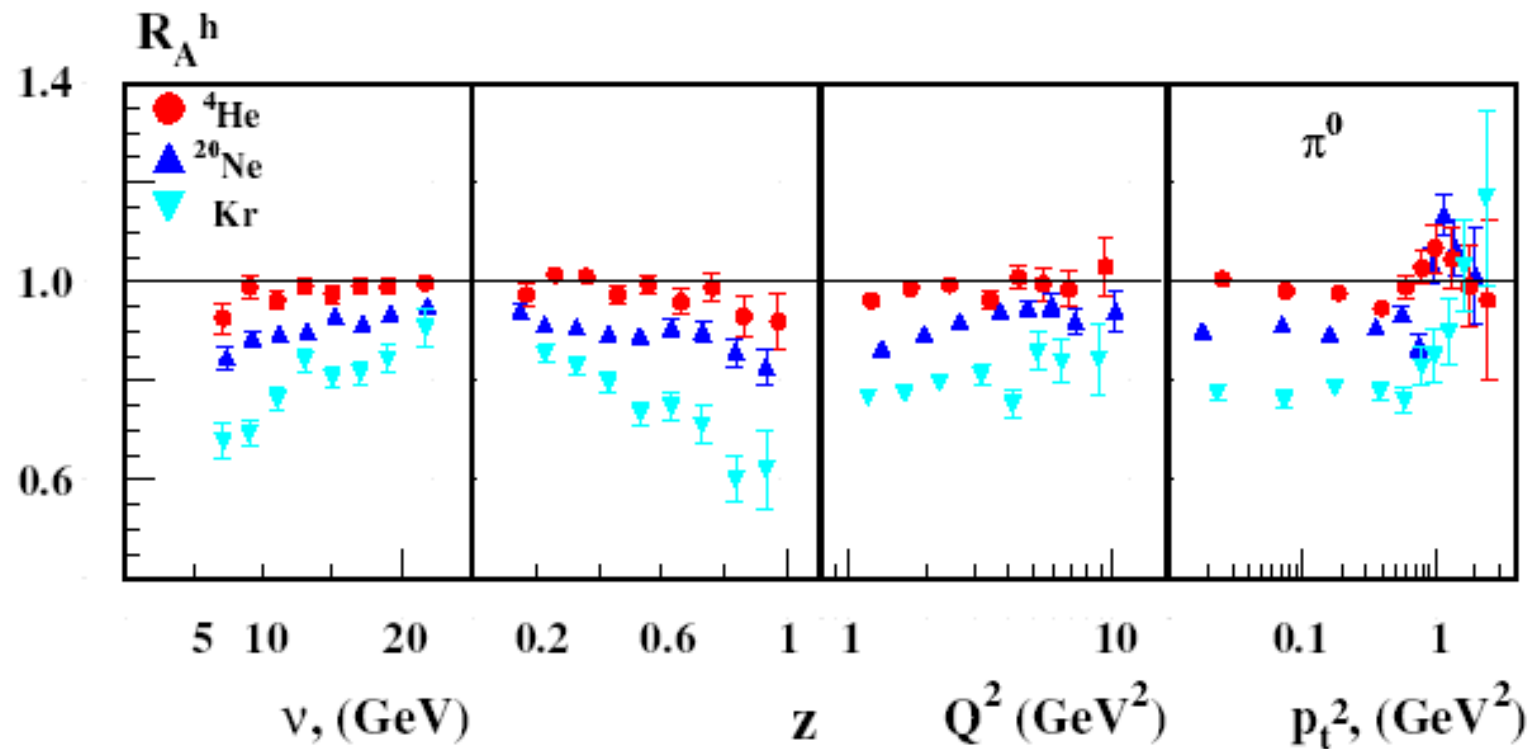 R_A^h
1.4
1.0
0.6
⁴He
²⁰Ne
Kr
π⁰
5 10 20 0.2 0.6 1 1 10 0.1 1
ν, (GeV) z Q² (GeV²) p_t², (GeV²)